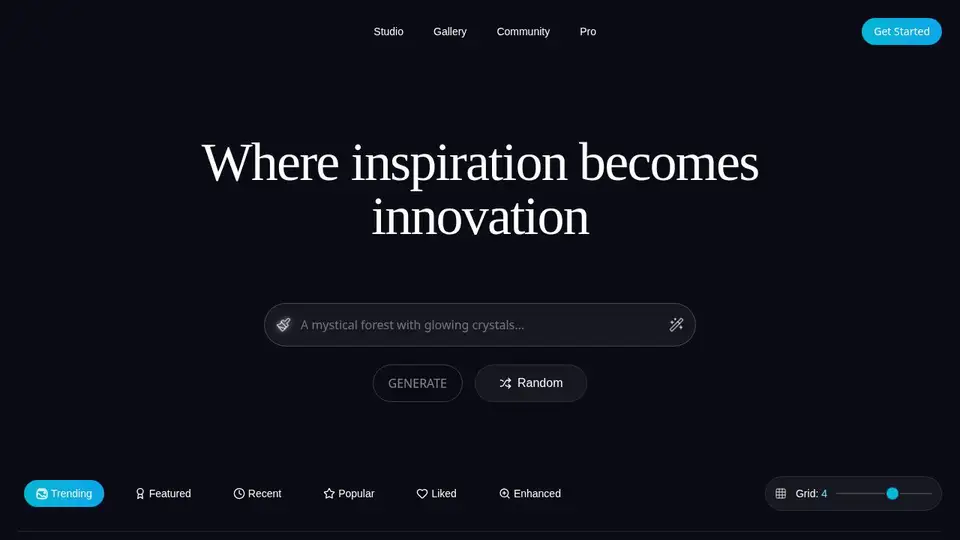 Studio Gallery Community Pro Get Started
Where inspiration becomes
innovation
A mystical forest with glowing crystals...
GENERATE Random
Trending Featured Recent Popular Liked Enhanced Grid: 4